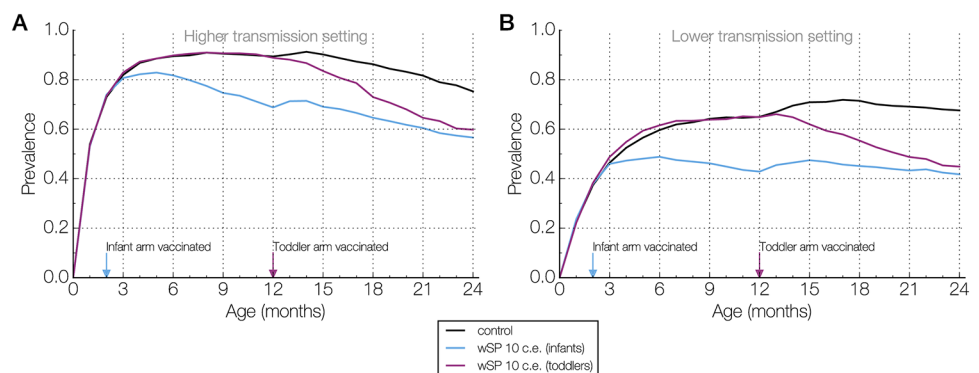 A
Higher transmission setting
Prevalence
1.0
0.8
0.6
0.4
0.2
0.0
Infant arm vaccinated
Toddler arm vaccinated
0 3 6 9 12 15 18 21 24
Age (months)
B
Lower transmission setting
Prevalence
1.0
0.8
0.6
0.4
0.2
0.0
Infant arm vaccinated
Toddler arm vaccinated
0 3 6 9 12 15 18 21 24
Age (months)
control
wSP 10 c.e. (infants)
wSP 10 c.e. (toddlers)